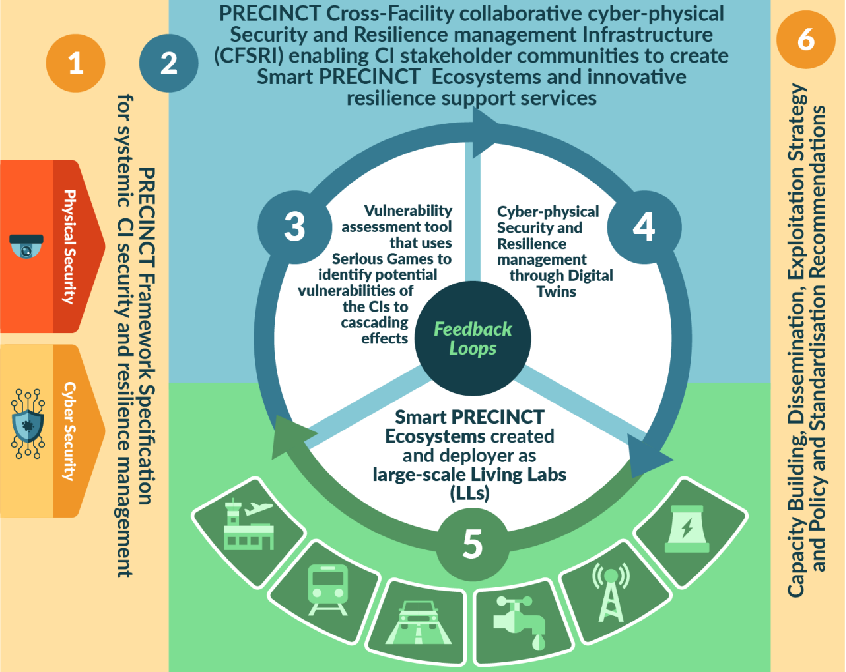 1
2
PRECINCT Cross-Facility collaborative cyber-physical
Security and Resilience management Infrastructure
(CFSRI) enabling CI stakeholder communities to create
Smart PRECINCT Ecosystems and innovative
resilience support services
6
PRECINCT Framework Specification
for systemic CI security and resilience management
Physical Security
Cyber Security
3
Vulnerability
assessment tool
that uses
Serious Games to
identify potential
vulnerabilities of
the CIs to
cascading
effects
4
Cyber-physical
Security and
Resilience
management
through Digital
Twins
Feedback
Loops
Smart PRECINCT
Ecosystems created
and deployer as
large-scale Living Labs
(LLs)
5
Capacity Building, Dissemination, Exploitation Strategy
and Policy and Standardisation Recommendations